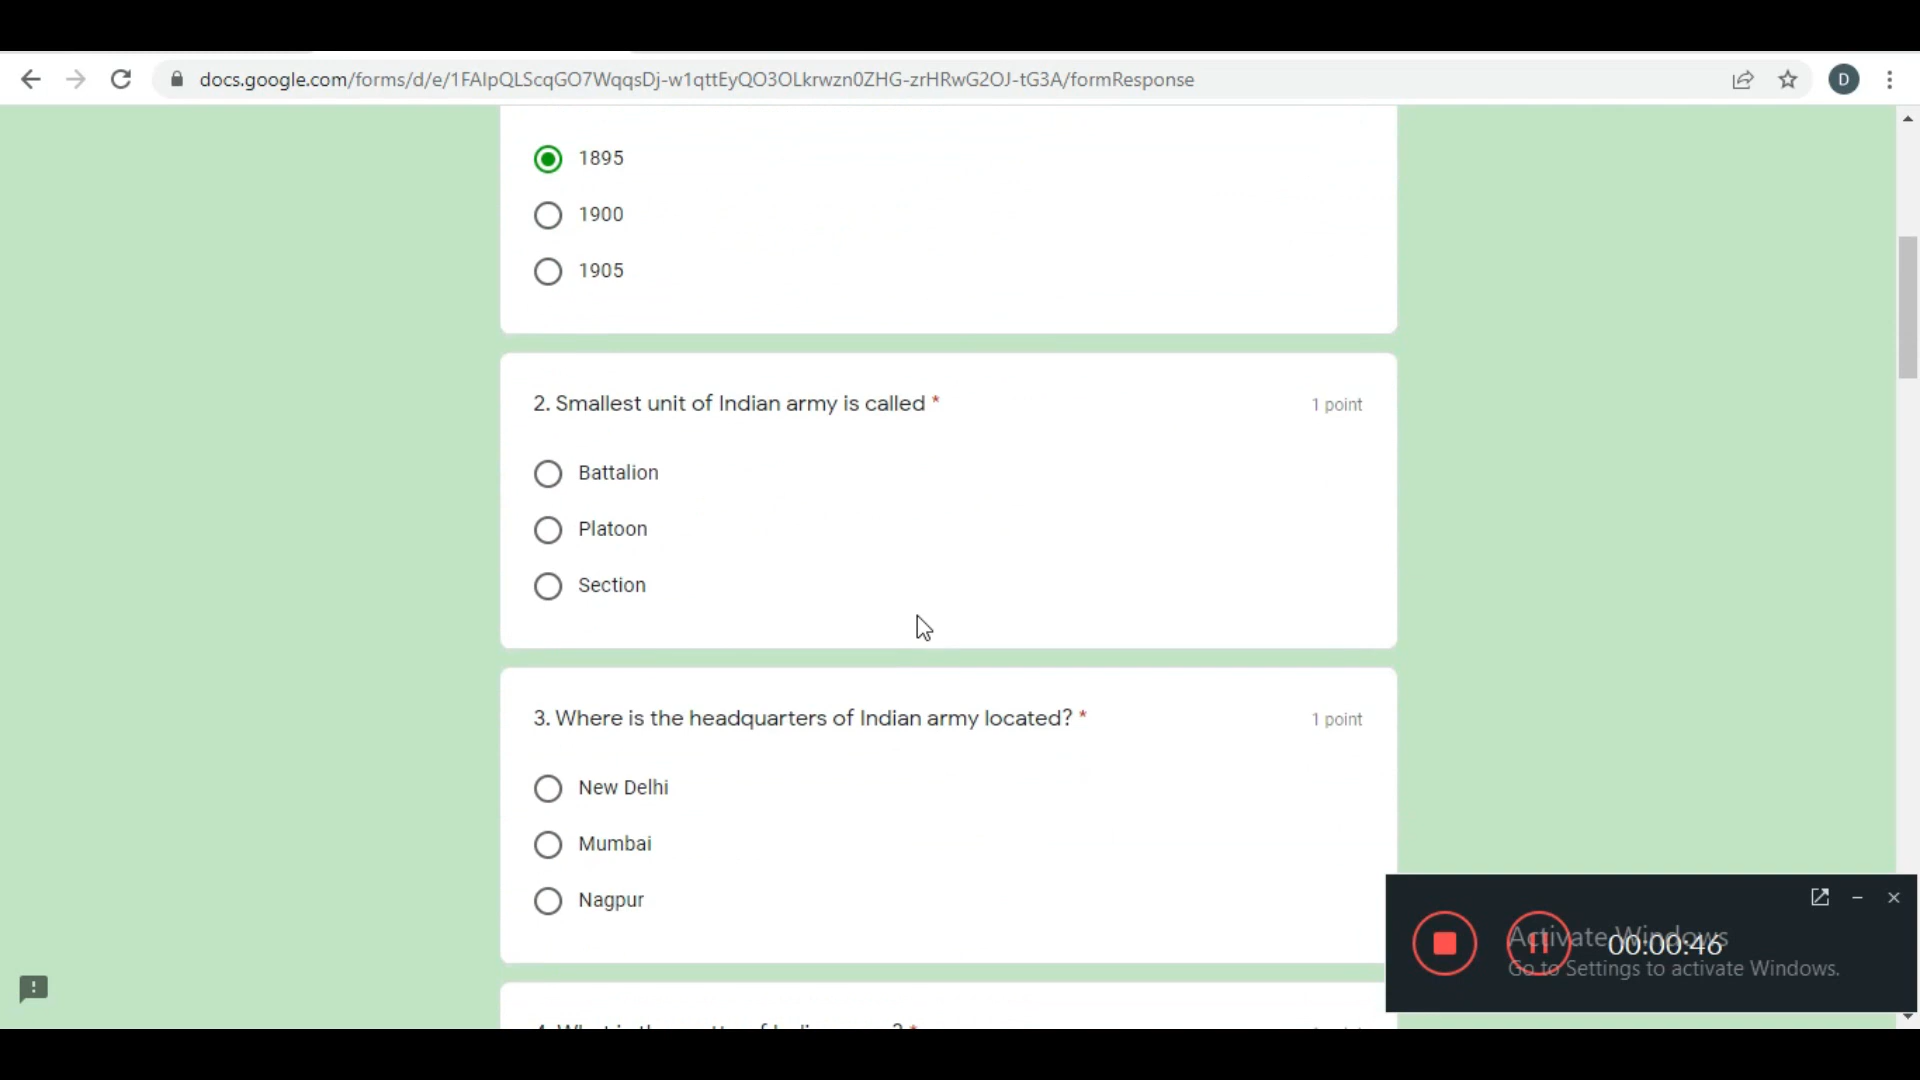 docs.google.com/forms/d/e/1FAIpQLScqGO7WqqsDj-w1qttEyQO3OLkrwzn0ZHG-zrHRwG2OJ-tG3A/formResponse
D
1895
1900
1905
2. Smallest unit of Indian army is called *
1 point
Battalion
Platoon
Section
3. Where is the headquarters of Indian army located? *
1 point
New Delhi
Mumbai
Nagpur
Activate Windows
00:00:46
Go to Settings to activate Windows.